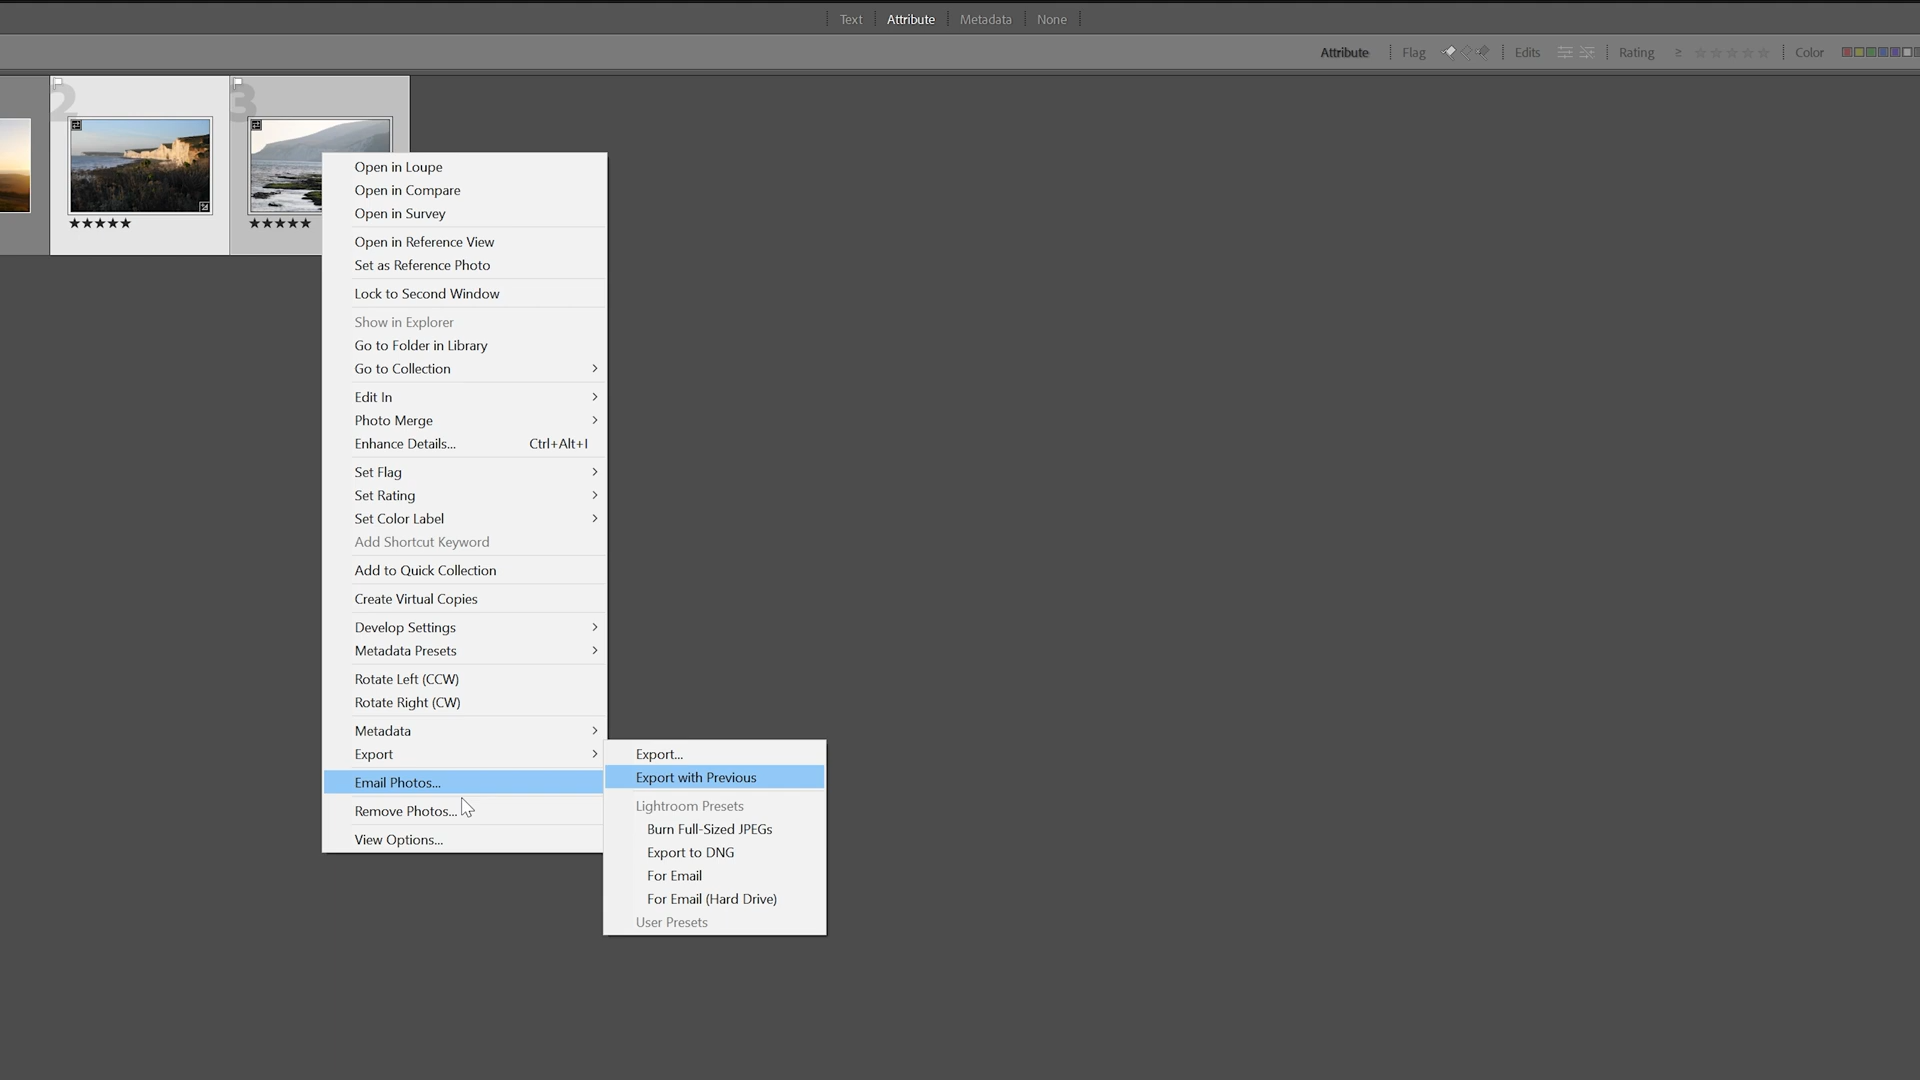 Text Attribute Metadata None
Attribute Flag Edits Rating ≥ Color
2 3
★★★★★ ★★★★★
Open in Loupe
Open in Compare
Open in Survey
Open in Reference View
Set as Reference Photo
Lock to Second Window
Show in Explorer
Go to Folder in Library
Go to Collection
Edit In
Photo Merge
Enhance Details... Ctrl+Alt+I
Set Flag
Set Rating
Set Color Label
Add Shortcut Keyword
Add to Quick Collection
Create Virtual Copies
Develop Settings
Metadata Presets
Rotate Left (CCW)
Rotate Right (CW)
Metadata
Export
Email Photos...
Remove Photos...
View Options...
Export...
Export with Previous
Lightroom Presets
Burn Full-Sized JPEGs
Export to DNG
For Email
For Email (Hard Drive)
User Presets